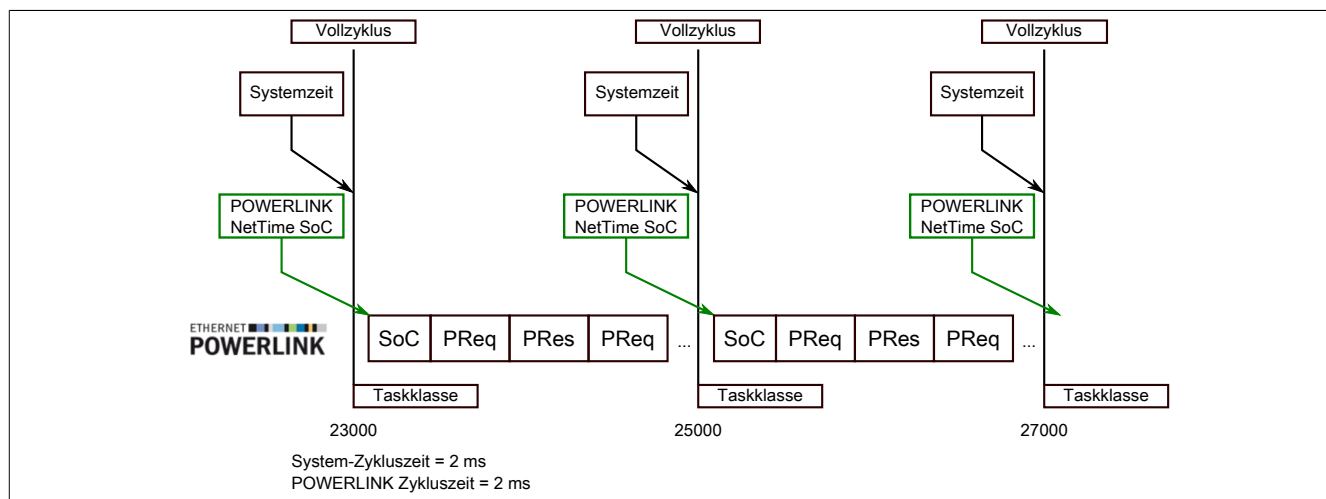 Vollzyklus Vollzyklus Vollzyklus
Systemzeit Systemzeit Systemzeit
POWERLINK POWERLINK POWERLINK
NetTime SoC NetTime SoC NetTime SoC
ETHERNET
POWERLINK
SoC PReq PRes PReq ... SoC PReq PRes PReq ...
Taskklasse Taskklasse Taskklasse
23000 25000 27000
System-Zykluszeit = 2 ms
POWERLINK Zykluszeit = 2 ms